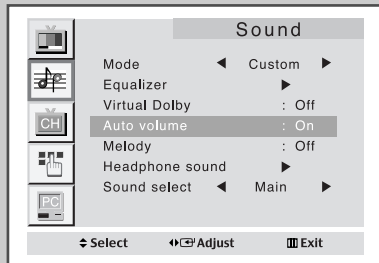 Sound
Mode ◀ Custom ▶
Equalizer ▶
Virtual Dolby : Off
Auto volume : On
Melody : Off
Headphone sound ▶
Sound select ◀ Main ▶
CH
PC
Select Adjust Exit